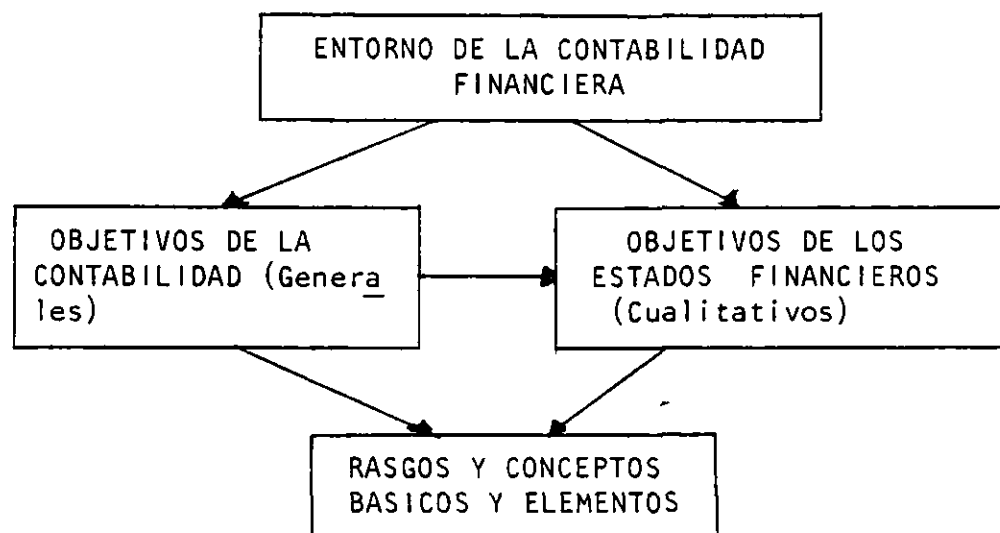 ENTORNO DE LA CONTABILIDAD
FINANCIERA
OBJETIVOS DE LA
CONTABILIDAD (Genera
les)
OBJETIVOS DE LOS
ESTADOS FINANCIEROS
(Cualitativos)
RASGOS Y CONCEPTOS
BASICOS Y ELEMENTOS